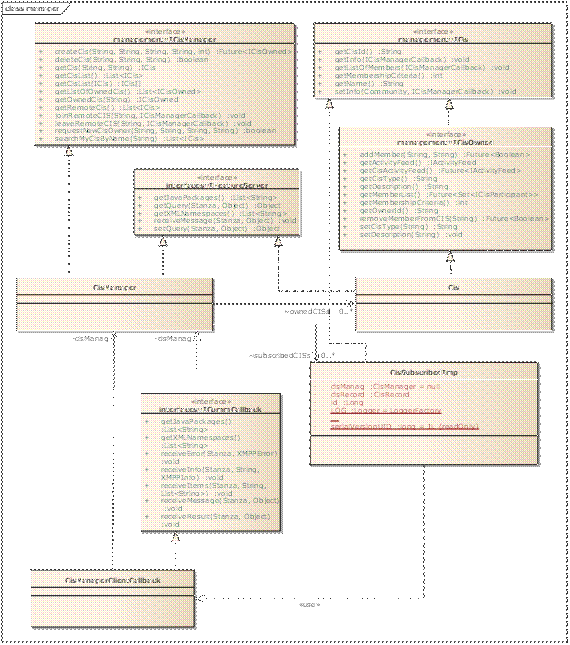 class manager
«interface»
management::ICisManager
+ createCis(String, String, String, String, int) :Future<ICisOwned>
+ deleteCis(String, String, String) :boolean
+ getCis(String, String) :ICis
+ getCisList() :List<ICis>
+ getCisList(ICis) :ICis[]
+ getListOfOwnedCis() :List<ICisOwned>
+ getOwnedCis(String) :ICisOwned
+ getRemoteCis() :List<ICis>
+ joinRemoteCIS(String, ICisManagerCallback) :void
+ leaveRemoteCIS(String, ICisManagerCallback) :void
+ requestNewCisOwner(String, String, String, String) :boolean
+ searchMyCisByName(String) :List<ICis>
«interface»
management::ICis
+ getCisId() :String
+ getInfo(ICisManagerCallback) :void
+ getListOfMembers(ICisManagerCallback) :void
+ getMembershipCriteria() :int
+ getName() :String
+ setInfo(Community, ICisManagerCallback) :void
«interface»
management::ICisOwned
+ addMember(String, String) :Future<Boolean>
+ getActivityFeed() :IActivityFeed
+ getCisActivityFeed() :Future<IActivityFeed>
+ getCisType() :String
+ getDescription() :String
+ getMemberList() :Future<Set<ICisParticipant>>
+ getMembershipCriteria() :int
+ getOwnerId() :String
+ removeMemberFromCIS(String) :Future<Boolean>
+ setCisType(String) :String
+ setDescription(String) :void
«interface»
interfaces::IFeatureServer
+ getJavaPackages() :List<String>
+ getQuery(Stanza, Object) :Object
+ getXMLNamespaces() :List<String>
+ receiveMessage(Stanza, Object) :void
+ setQuery(Stanza, Object) :Object
CisManager
Cis
~ownedCISs 0..*
~cisManag
~cisManag
~subscribedCISs 0..*
CisSubscribedImp
cisManag :CisManager = null
cisRecord :CisRecord
id :Long
LOG :Logger = LoggerFactory
serialVersionUID :long = 1L {readOnly}
«interface»
interfaces::ICommCallback
+ getJavaPackages()
:List<String>
+ getXMLNamespaces()
:List<String>
+ receiveError(Stanza, XMPPError)
:void
+ receiveInfo(Stanza, String,
XMPPInfo) :void
+ receiveItems(Stanza, String,
List<String>) :void
+ receiveMessage(Stanza, Object)
:void
+ receiveResult(Stanza, Object)
:void
CisManagerClientCallback
«use»